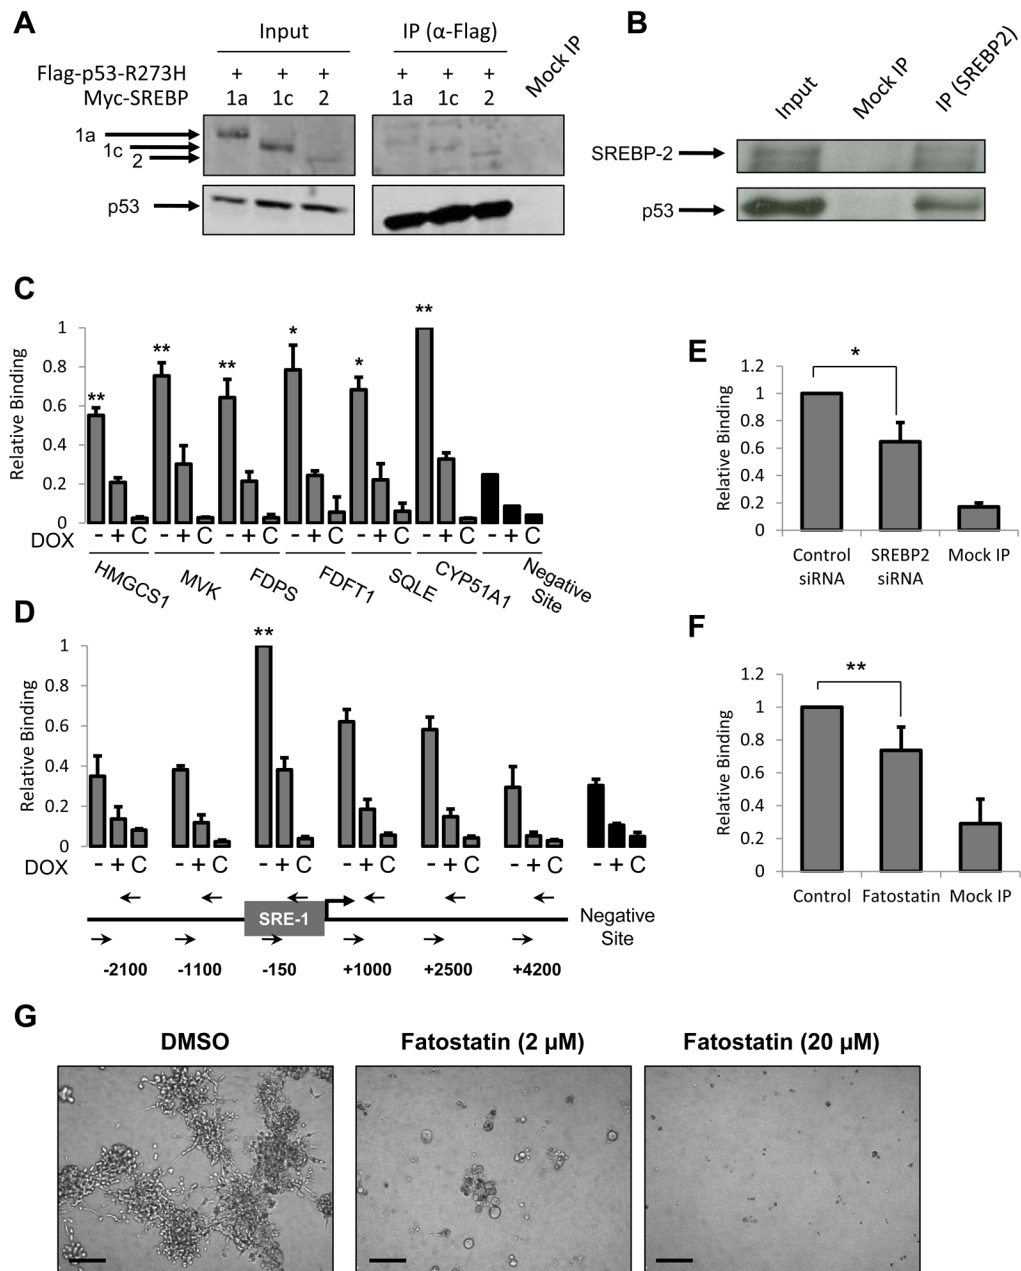 A
Input
IP (α-Flag)
Mock IP
Flag-p53-R273H + + + + + +
Myc-SREBP 1a 1c 2 1a 1c 2
1a
1c
2
p53
B
Input
Mock IP
IP (SREBP2)
SREBP-2
p53
C
Relative Binding
1
0.8
0.6
0.4
0.2
0
** ** ** * * **
DOX - + C - + C - + C - + C - + C - + C - + C
HMGCS1
MVK
FDPS
FDFT1
SQLE
CYP51A1
Negative Site
D
Relative Binding
1
0.8
0.6
0.4
0.2
0
**
DOX - + C - + C - + C - + C - + C - + C - + C
SRE-1
Negative
Site
-2100 -1100 -150 +1000 +2500 +4200
E
Relative Binding
1.2
1
0.8
0.6
0.4
0.2
0
*
Control siRNA
SREBP2 siRNA
Mock IP
F
Relative Binding
1.2
1
0.8
0.6
0.4
0.2
0
**
Control Fatostatin Mock IP
G
DMSO
Fatostatin (2 µM)
Fatostatin (20 µM)